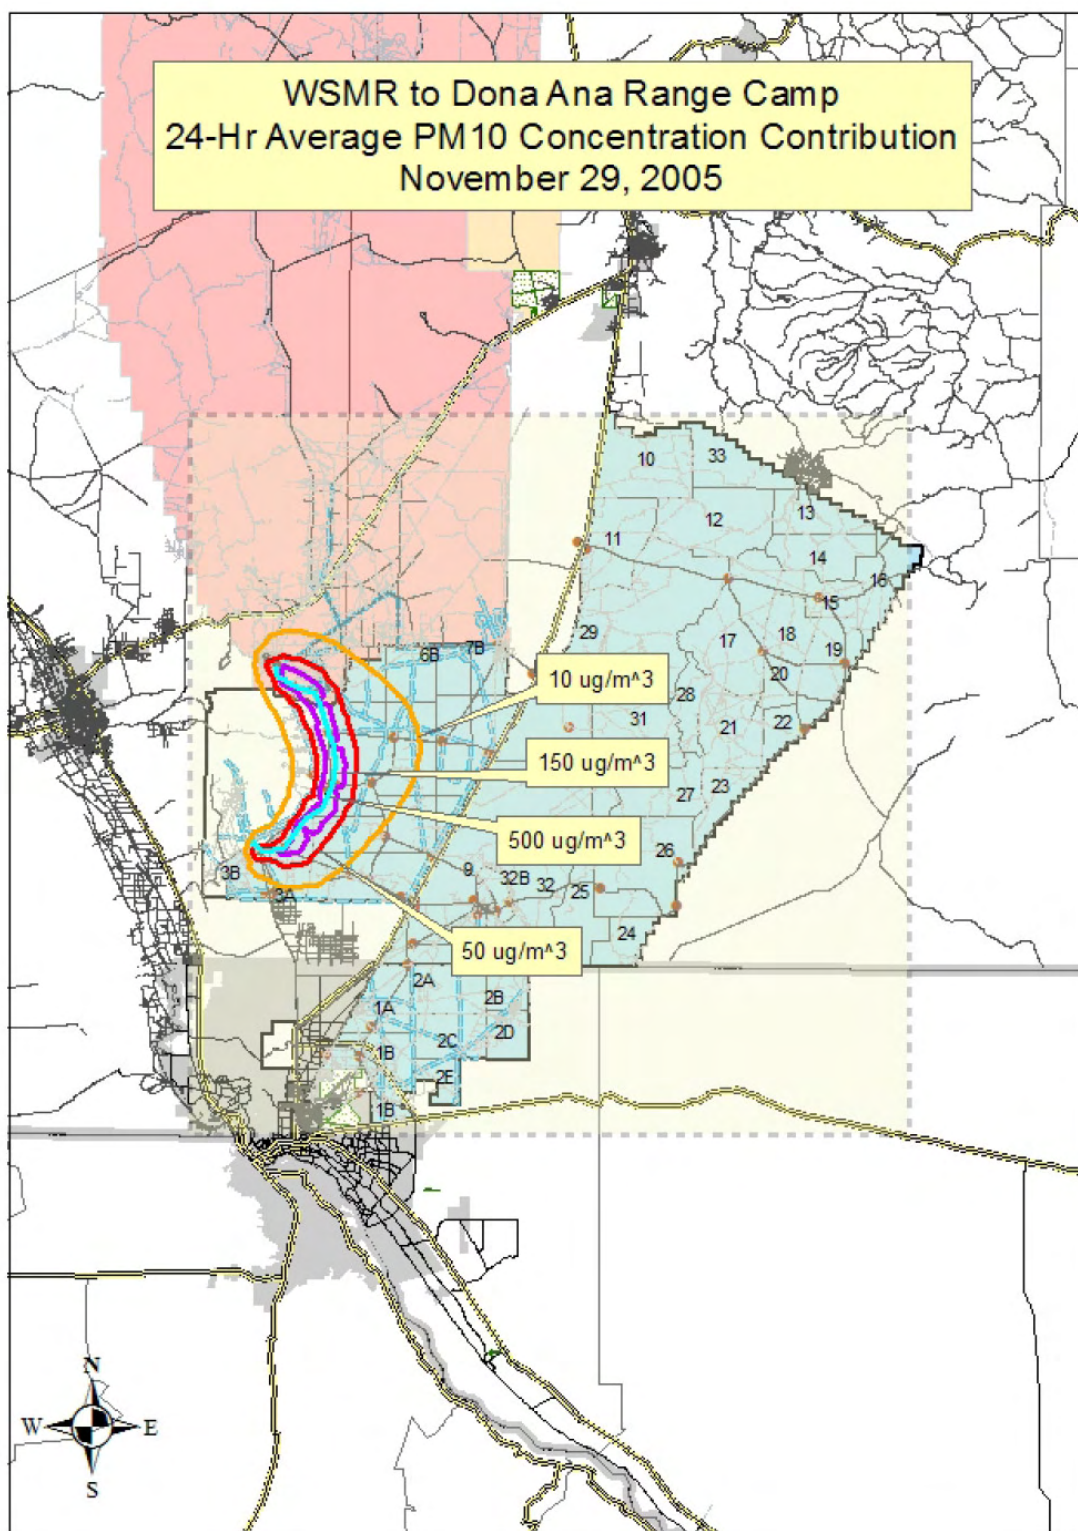 WSMR to Dona Ana Range Camp
24-Hr Average PM10 Concentration Contribution
November 29, 2005
10
33
12
13
11
14
16
15
29
17
18
19
6B
7B
20
28
10 ug/m^3
31
21
22
150 ug/m^3
27
23
500 ug/m^3
26
3B
9
32B
32
25
3A
24
50 ug/m^3
2A
2B
1A
2D
2C
1B
2E
1B
N
W
E
S